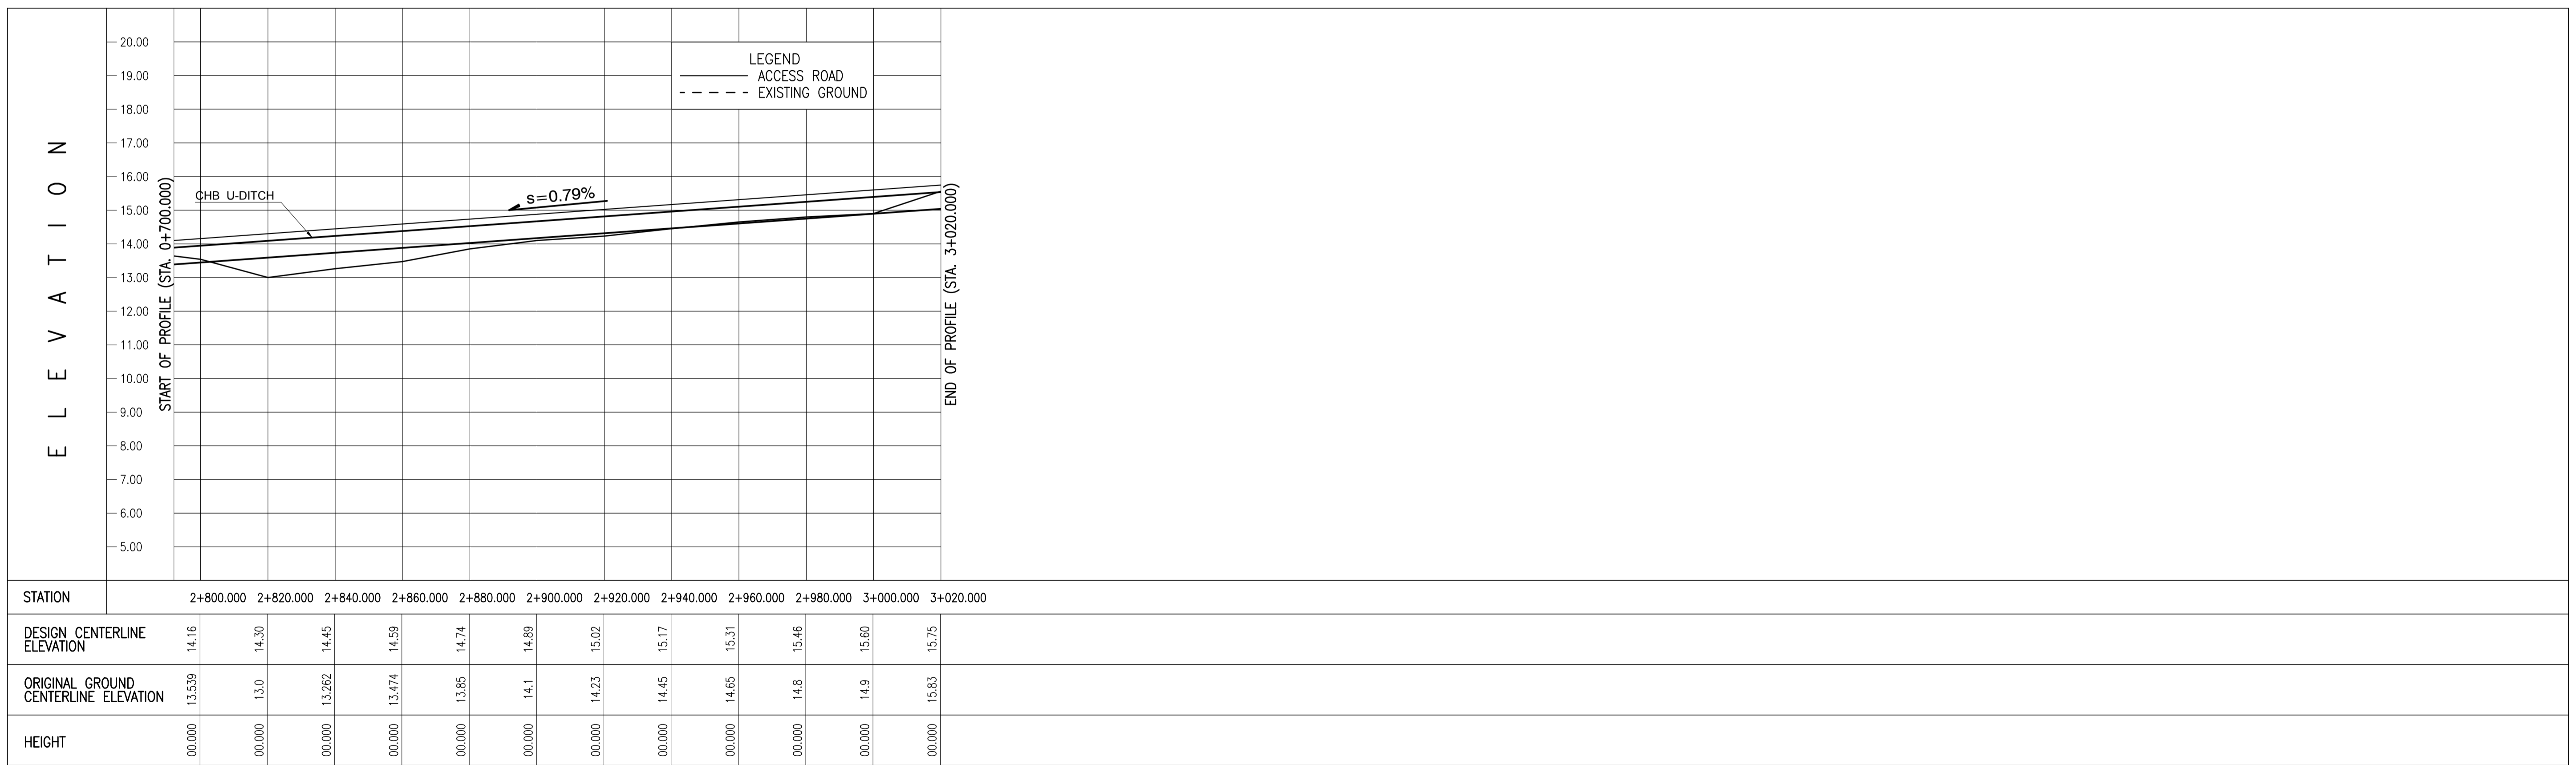 ELEVATION
20.00
19.00
18.00
17.00
16.00
15.00
14.00
13.00
12.00
11.00
10.00
9.00
8.00
7.00
6.00
5.00
START OF PROFILE (STA. 0+700.000)
CHB U-DITCH
s=0.79%
LEGEND
ACCESS ROAD
EXISTING GROUND
END OF PROFILE (STA. 3+020.000)
STATION 2+800.000 2+820.000 2+840.000 2+860.000 2+880.000 2+900.000 2+920.000 2+940.000 2+960.000 2+980.000 3+000.000 3+020.000
DESIGN CENTERLINE
ELEVATION
14.16 14.30 14.45 14.59 14.74 14.89 15.02 15.17 15.31 15.46 15.60 15.75
ORIGINAL GROUND
CENTERLINE ELEVATION
13.539 13.0 13.262 13.474 13.85 14.1 14.23 14.45 14.65 14.8 14.9 15.83
HEIGHT 00.000 00.000 00.000 00.000 00.000 00.000 00.000 00.000 00.000 00.000 00.000 00.000